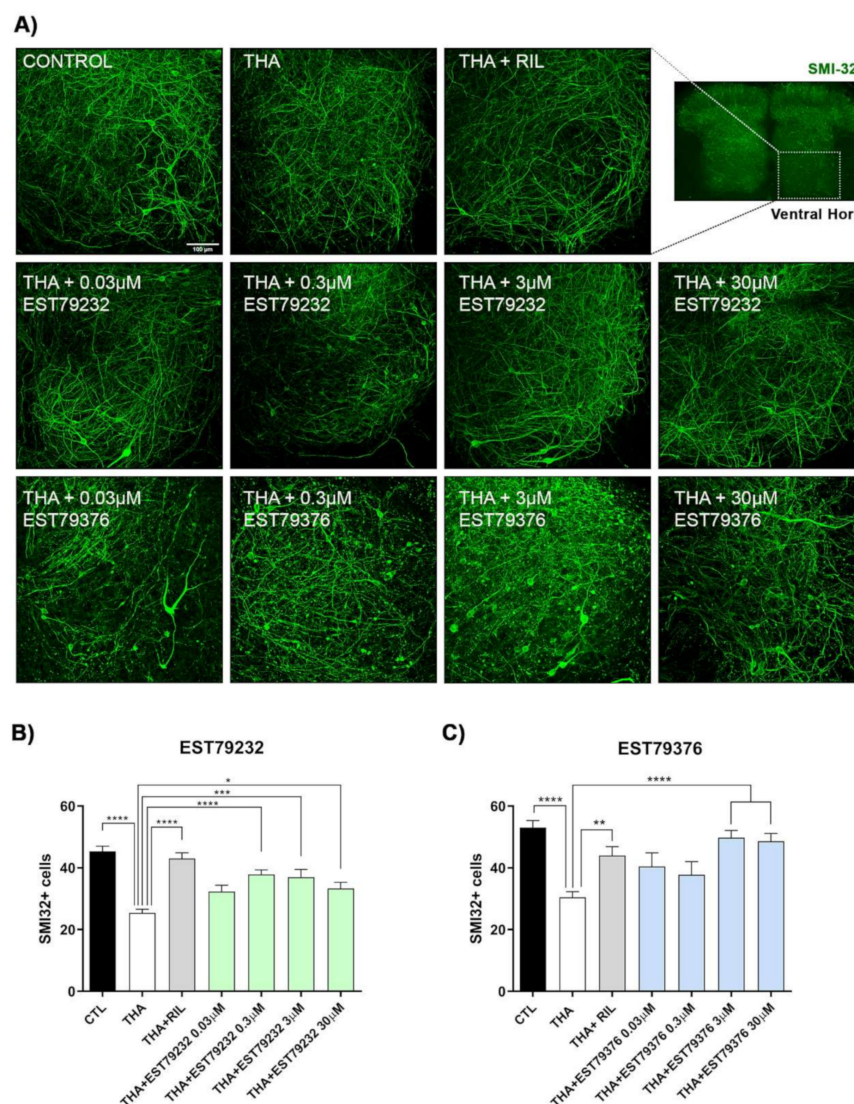 A)
CONTROL
THA
THA + RIL
SMI-32
Ventral Hor
100 µm
THA + 0.03µM
EST79232
THA + 0.3µM
EST79232
THA + 3µM
EST79232
THA + 30µM
EST79232
THA + 0.03µM
EST79376
THA + 0.3µM
EST79376
THA + 3µM
EST79376
THA + 30µM
EST79376
B)
EST79232
SMI32+ cells
60
40
20
0
****
****
****
***
*
CTL
THA
THA+RIL
THA+EST79232 0.03µM
THA+EST79232 0.3µM
THA+EST79232 3µM
THA+EST79232 30µM
C)
EST79376
SMI32+ cells
60
40
20
0
****
**
****
CTL
THA
THA+ RIL
THA+EST79376 0.03µM
THA+EST79376 0.3µM
THA+EST79376 3µM
THA+EST79376 30µM